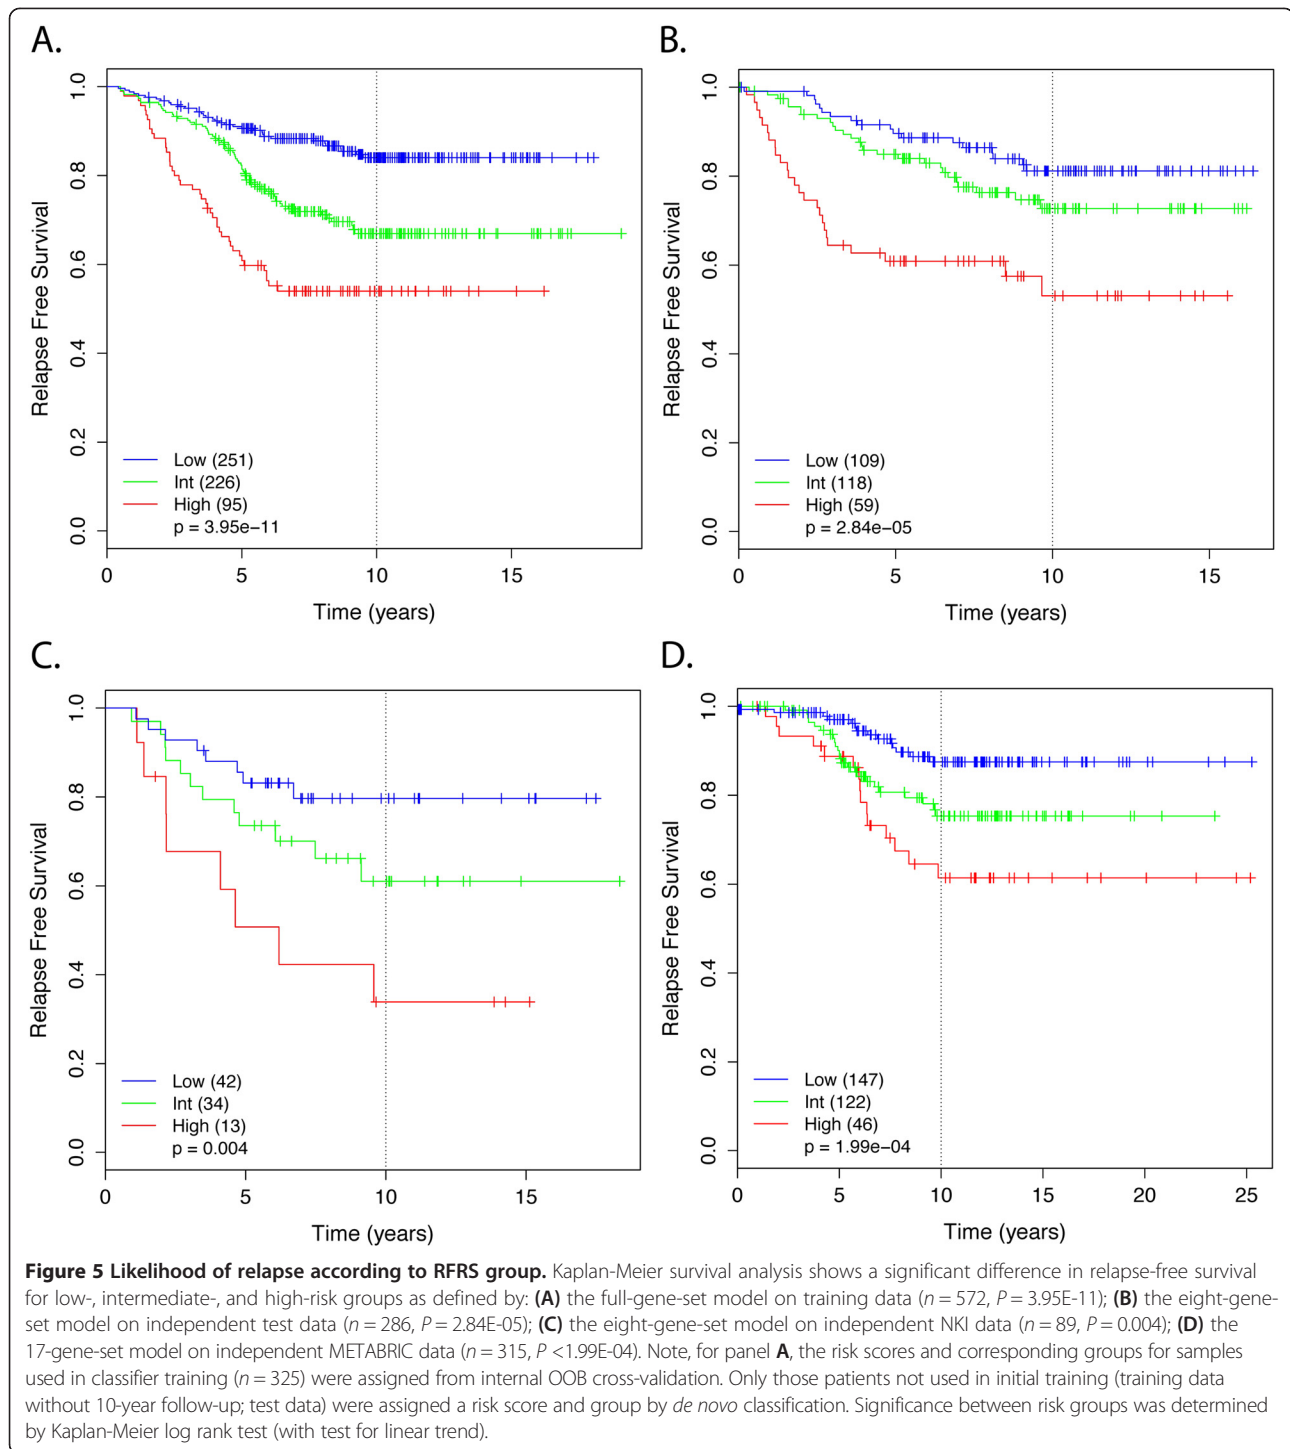 A.
Relapse Free Survival
1.0
0.8
0.6
0.4
0.2
0.0
Low (251)
Int (226)
High (95)
p = 3.95e−11
0 5 10 15
Time (years)
B.
Relapse Free Survival
1.0
0.8
0.6
0.4
0.2
0.0
Low (109)
Int (118)
High (59)
p = 2.84e−05
0 5 10 15
Time (years)
C.
Relapse Free Survival
1.0
0.8
0.6
0.4
0.2
0.0
Low (42)
Int (34)
High (13)
p = 0.004
0 5 10 15
Time (years)
D.
Relapse Free Survival
1.0
0.8
0.6
0.4
0.2
0.0
Low (147)
Int (122)
High (46)
p = 1.99e−04
0 5 10 15 20 25
Time (years)
Figure 5 Likelihood of relapse according to RFRS group. Kaplan-Meier survival analysis shows a significant difference in relapse-free survival
for low-, intermediate-, and high-risk groups as defined by: (A) the full-gene-set model on training data (n = 572, P = 3.95E-11); (B) the eight-gene-
set model on independent test data (n = 286, P = 2.84E-05); (C) the eight-gene-set model on independent NKI data (n = 89, P = 0.004); (D) the
17-gene-set model on independent METABRIC data (n = 315, P <1.99E-04). Note, for panel A, the risk scores and corresponding groups for samples
used in classifier training (n = 325) were assigned from internal OOB cross-validation. Only those patients not used in initial training (training data
without 10-year follow-up; test data) were assigned a risk score and group by de novo classification. Significance between risk groups was determined
by Kaplan-Meier log rank test (with test for linear trend).